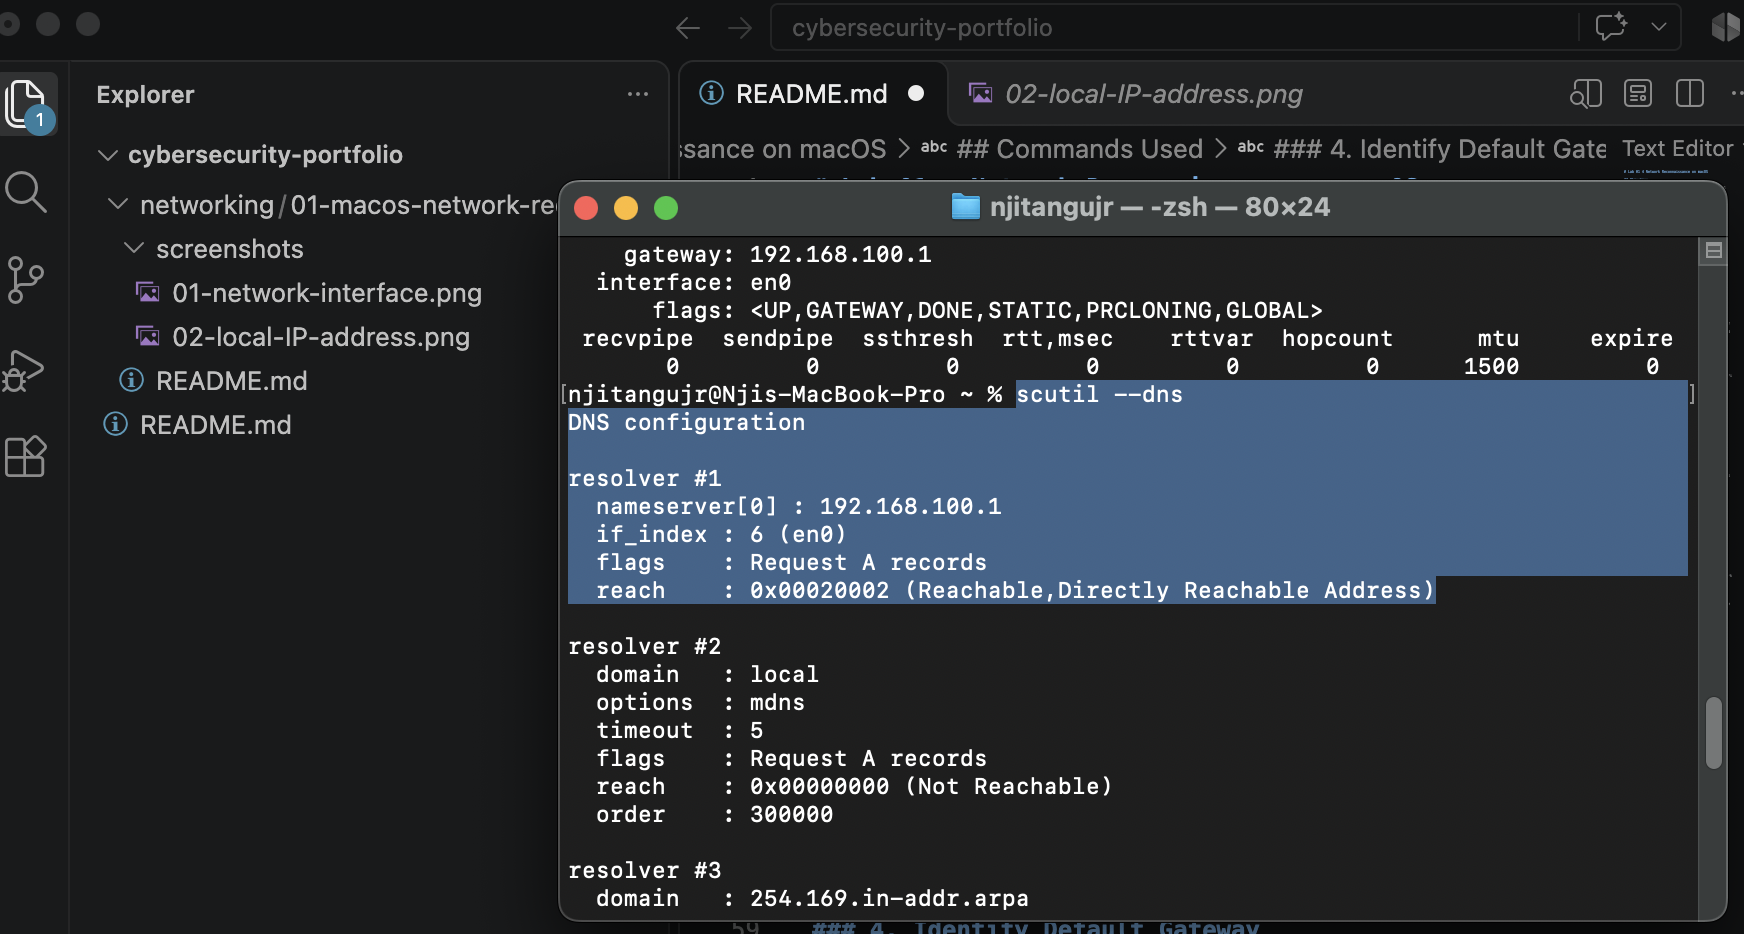 cybersecurity-portfolio
Explorer
1
cybersecurity-portfolio
networking/01-macos-network-re
screenshots
01-network-interface.png
02-local-IP-address.png
README.md
README.md
README.md
02-local-IP-address.png
ssance on macOS > abc ## Commands Used > abc ### 4. Identify Default Gate
Text Editor
njitangujr — -zsh — 80×24
gateway: 192.168.100.1
interface: en0
flags: <UP,GATEWAY,DONE,STATIC,PRCLONING,GLOBAL>
recvpipe sendpipe ssthresh rtt,msec rttvar hopcount mtu expire
0 0 0 0 0 0 1500 0
[njitangujr@Njis-MacBook-Pro ~ % scutil --dns ]
DNS configuration
resolver #1
nameserver[0] : 192.168.100.1
if_index : 6 (en0)
flags : Request A records
reach : 0x00020002 (Reachable,Directly Reachable Address)
resolver #2
domain : local
options : mdns
timeout : 5
flags : Request A records
reach : 0x00000000 (Not Reachable)
order : 300000
resolver #3
domain : 254.169.in-addr.arpa
59 ### 4. Identify Default Gateway